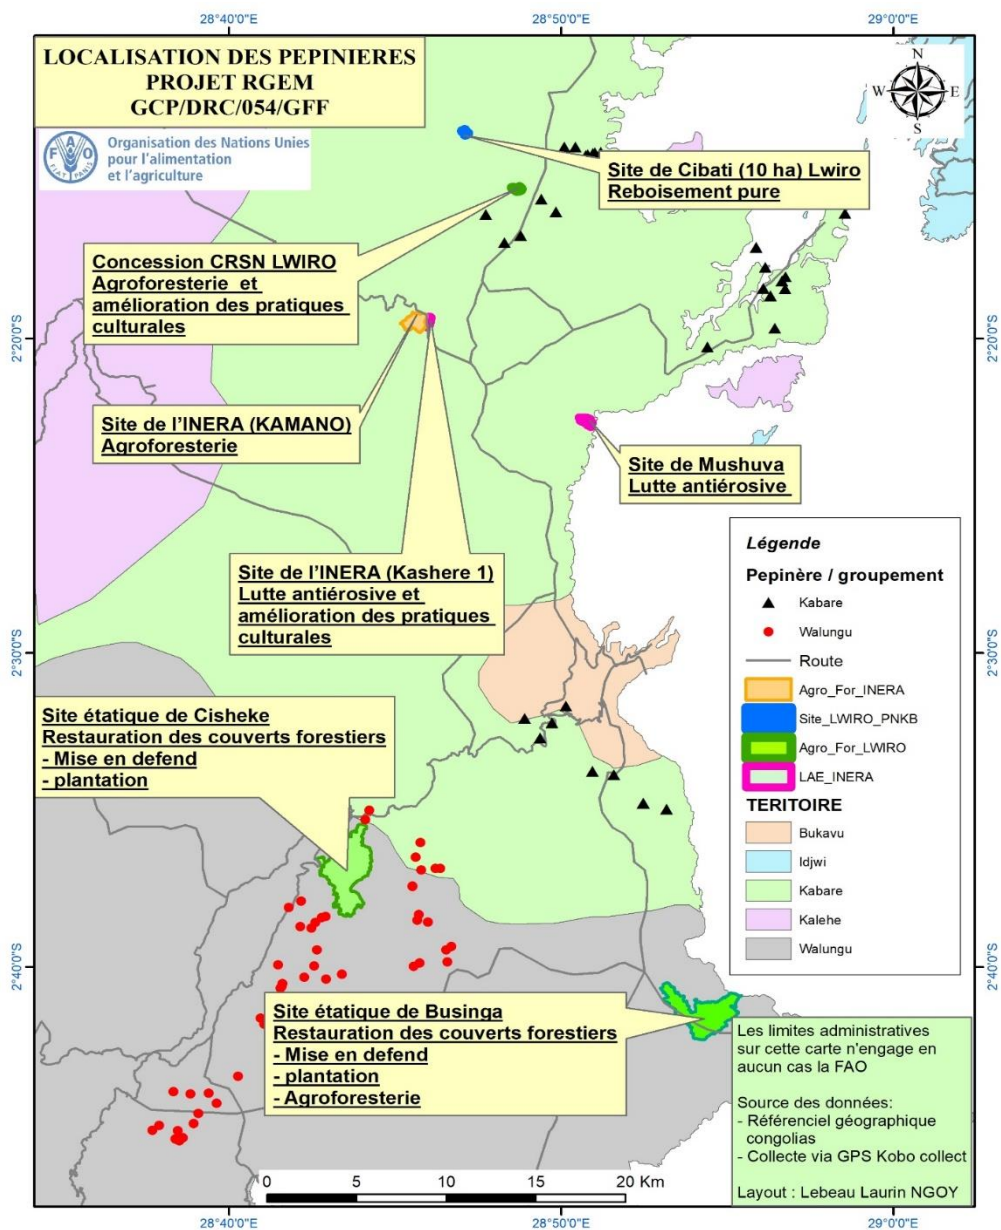 28°40'0"E
28°50'0"E
29°0'0"E
LOCALISATION DES PEPINIERES
PROJET RGEM
GCP/DRC/054/GFF
N
W
E
S
F A O
FIAT PANIS
Organisation des Nations Unies
pour l'alimentation
et l'agriculture
Site de Cibati (10 ha) Lwiro
Reboisement pure
Concession CRSN LWIRO
Agroforesterie et
amélioration des pratiques
culturales
2°20'0"S
2°20'0"S
Site de l'INERA (KAMANO)
Agroforesterie
Site de Mushuva
Lutte antiérosive
Site de l'INERA (Kashere 1)
Lutte antiérosive et
amélioration des pratiques
culturales
Légende
Pepinère / groupement
Kabare
Walungu
Route
Agro_For_INERA
Site_LWIRO_PNKB
Agro_For_LWIRO
LAE_INERA
TERITOIRE
Bukavu
Idjwi
Kabare
Kalehe
Walungu
2°30'0"S
2°30'0"S
Site étatique de Cisheke
Restauration des couverts forestiers
- Mise en defend
- plantation
2°40'0"S
2°40'0"S
Site étatique de Businga
Restauration des couverts forestiers
- Mise en defend
- plantation
- Agroforesterie
Les limites administratives
sur cette carte n'engage en
aucun cas la FAO
Source des données:
- Référenciel géographique
congolias
- Collecte via GPS Kobo collect
Layout : Lebeau Laurin NGOY
0 5 10 15 20 Km
28°40'0"E
28°50'0"E
29°0'0"E